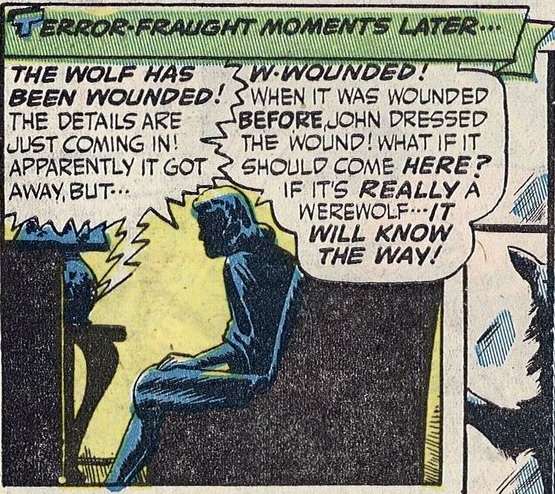 TERROR-FRAUGHT MOMENTS LATER...
THE WOLF HAS
BEEN WOUNDED!
THE DETAILS ARE
JUST COMING IN!
APPARENTLY IT GOT
AWAY, BUT...
W-WOUNDED!
WHEN IT WAS WOUNDED
BEFORE, JOHN DRESSED
THE WOUND! WHAT IF IT
SHOULD COME HERE?
IF IT'S REALLY A
WEREWOLF...IT
WILL KNOW
THE WAY!